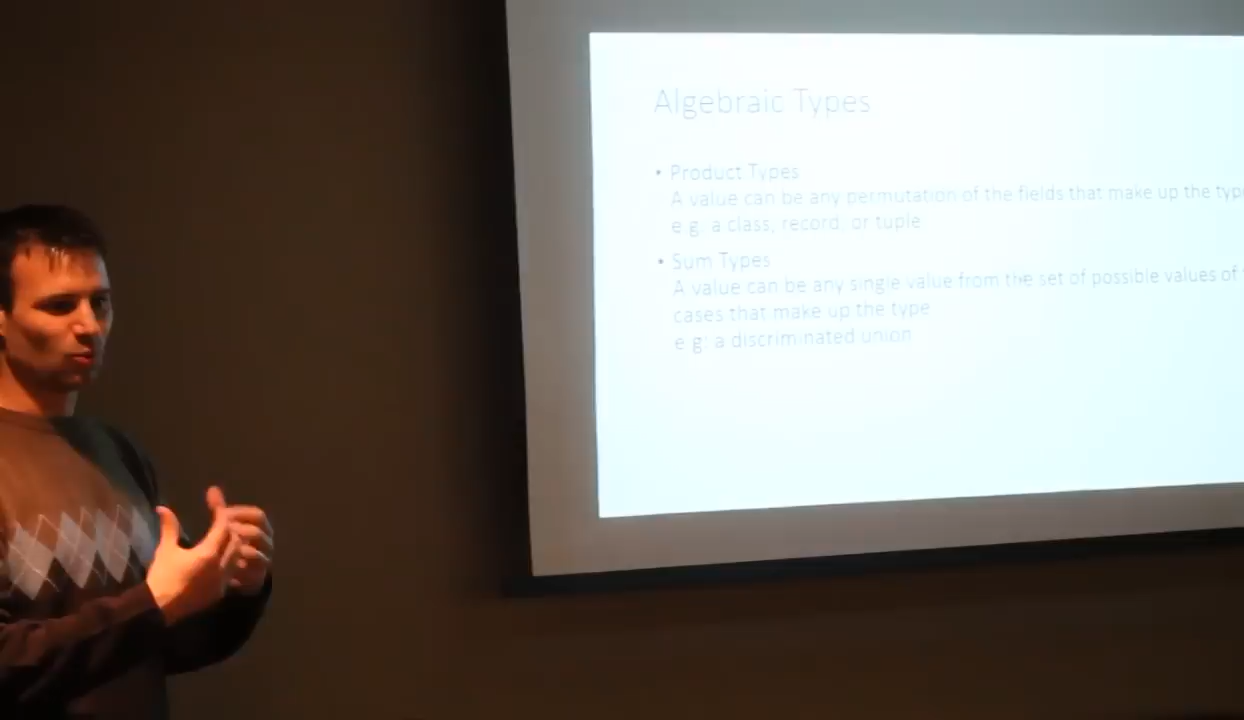 Algebraic Types
• Product Types
A value can be any permutation of the fields that make up the
e.g: a class, record, or tuple
• Sum Types
A value can be any single value from the set of possible values of
cases that make up the type
e.g: a discriminated union